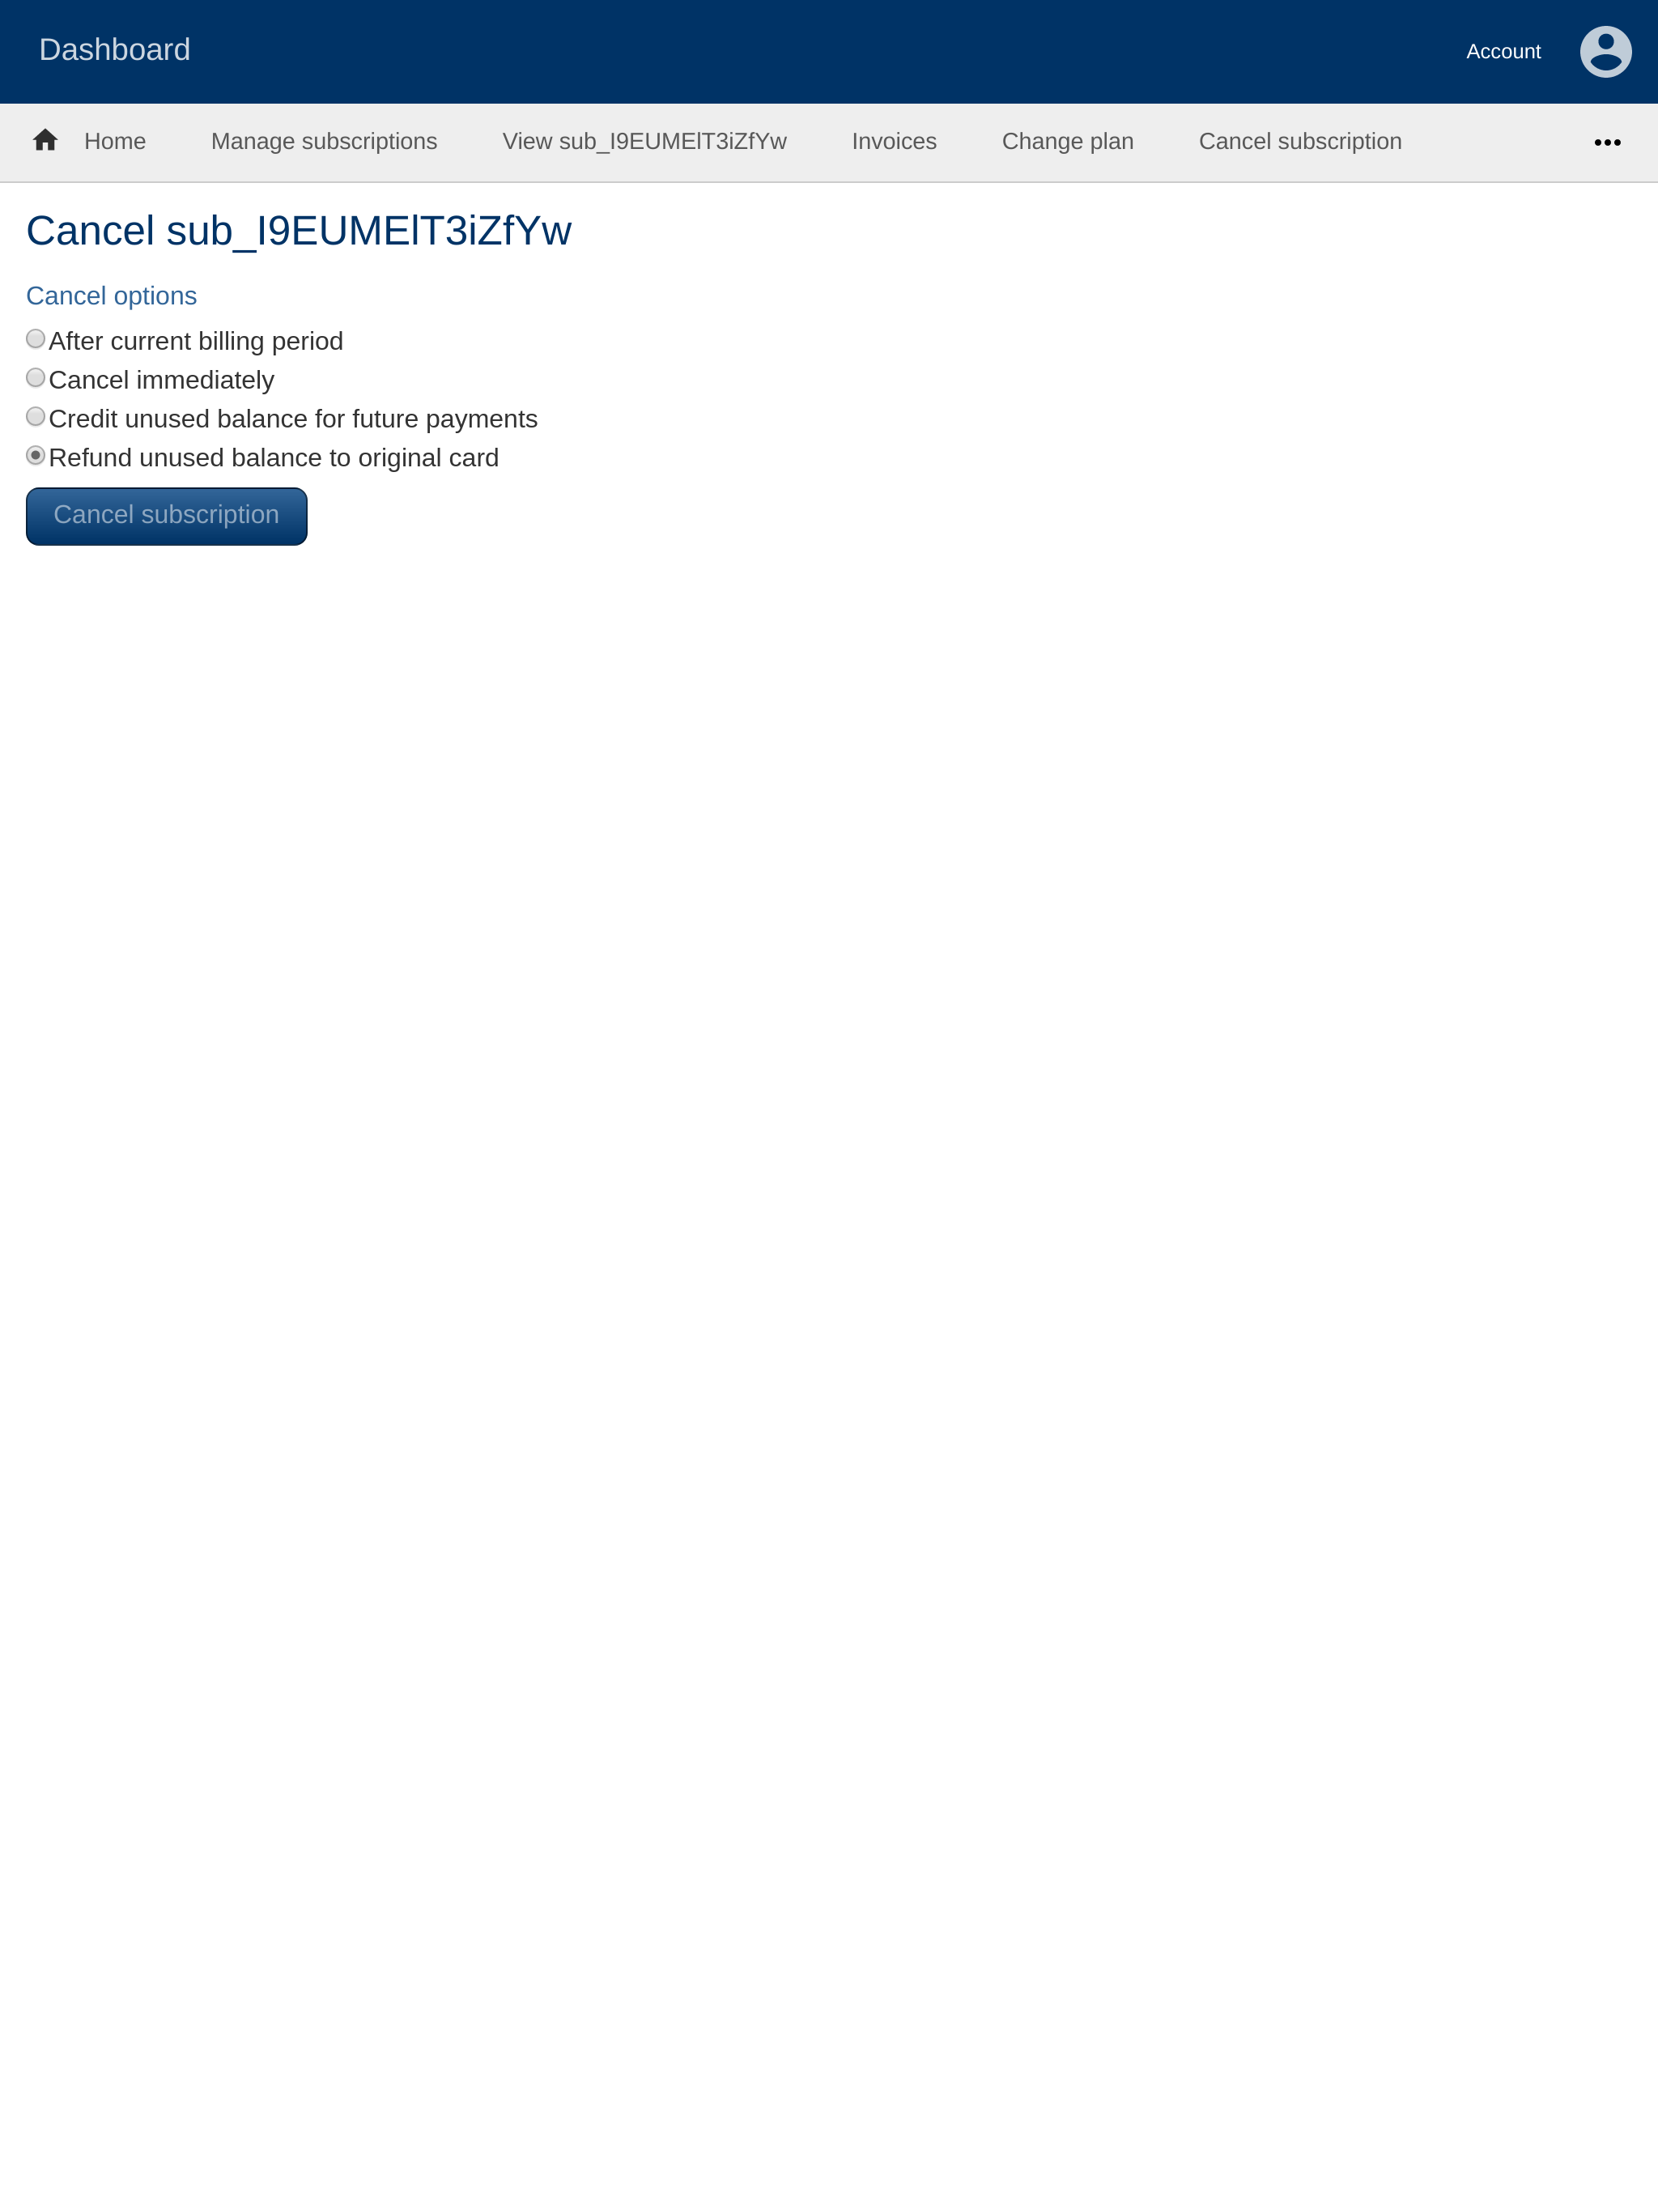 Dashboard
Account
Home Manage subscriptions View sub_I9EUMElT3iZfYw Invoices Change plan Cancel subscription
Cancel sub_I9EUMElT3iZfYw
Cancel options
After current billing period
Cancel immediately
Credit unused balance for future payments
Refund unused balance to original card
Cancel subscription